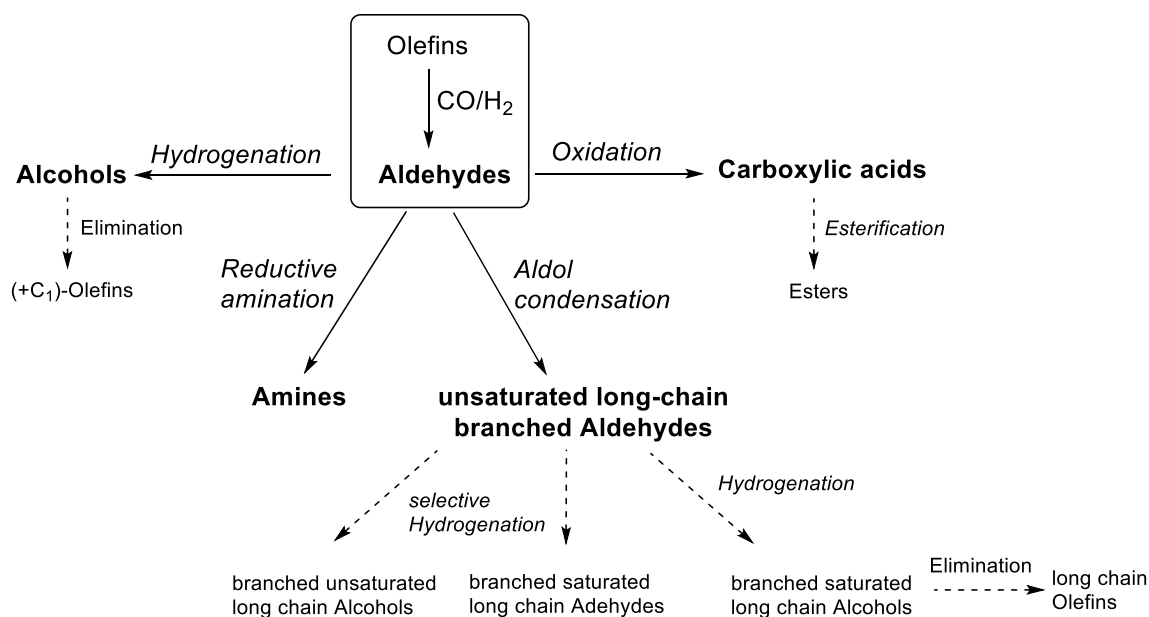 Olefins
CO/H₂
Hydrogenation
Oxidation
Alcohols
Aldehydes
Carboxylic acids
Elimination
Esterification
(+C₁)-Olefins
Esters
Reductive
amination
Aldol
condensation
Amines
unsaturated long-chain
branched Aldehydes
selective
Hydrogenation
Hydrogenation
branched unsaturated
long chain Alcohols
branched saturated
long chain Adehydes
branched saturated
long chain Alcohols
Elimination
long chain
Olefins